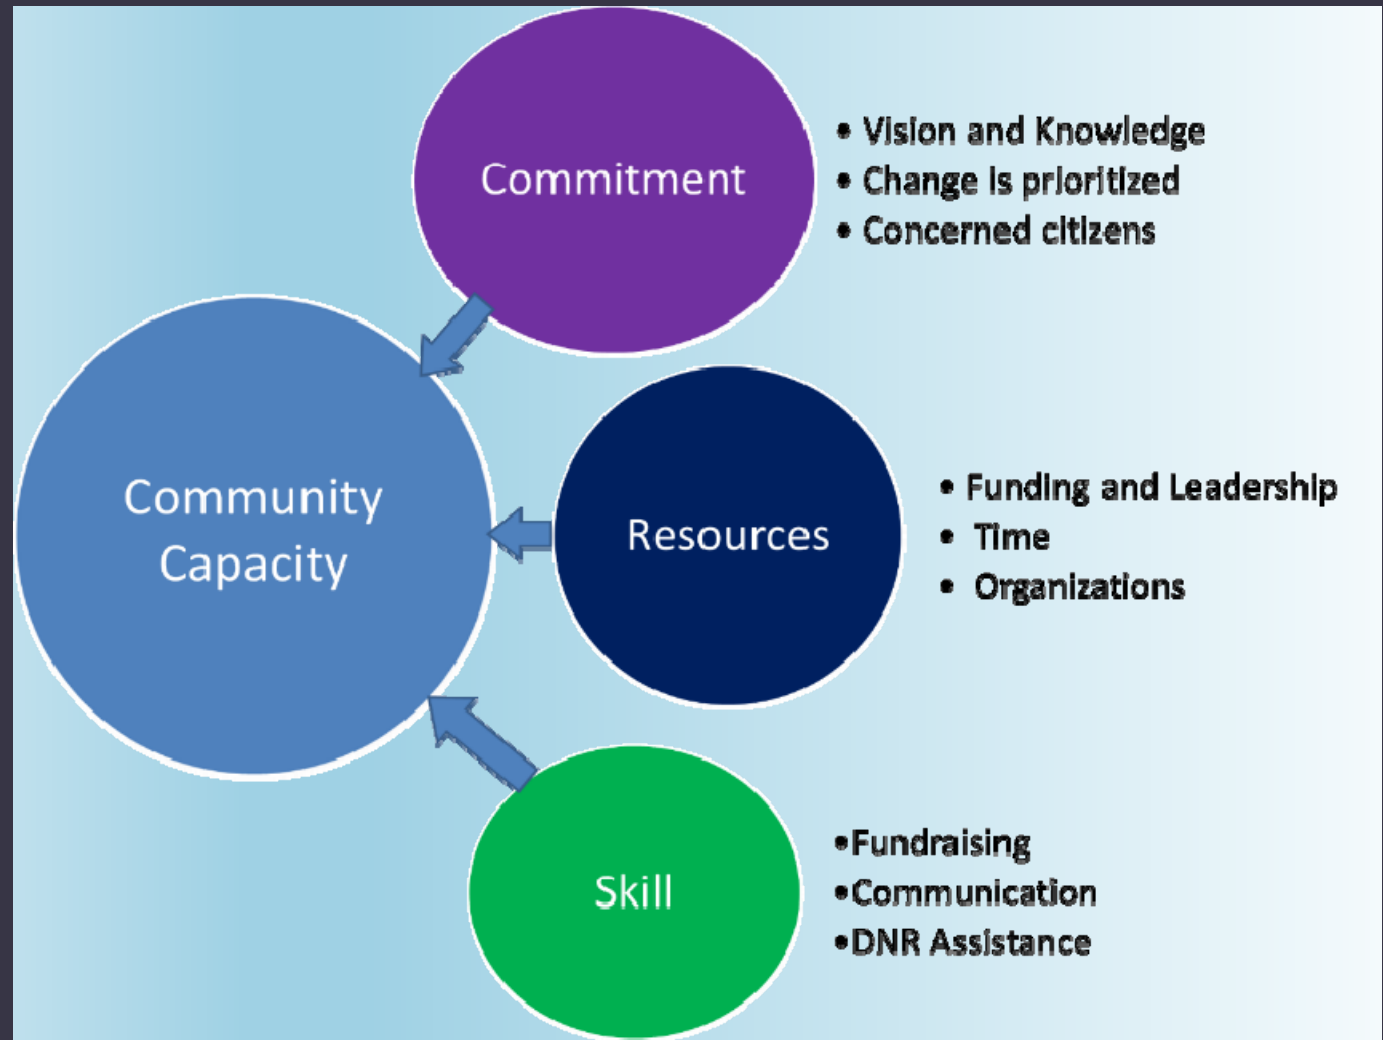 Commitment
• Vision and Knowledge
• Change is prioritized
• Concerned citizens
Community
Capacity
Resources
• Funding and Leadership
• Time
• Organizations
Skill
•Fundraising
•Communication
•DNR Assistance